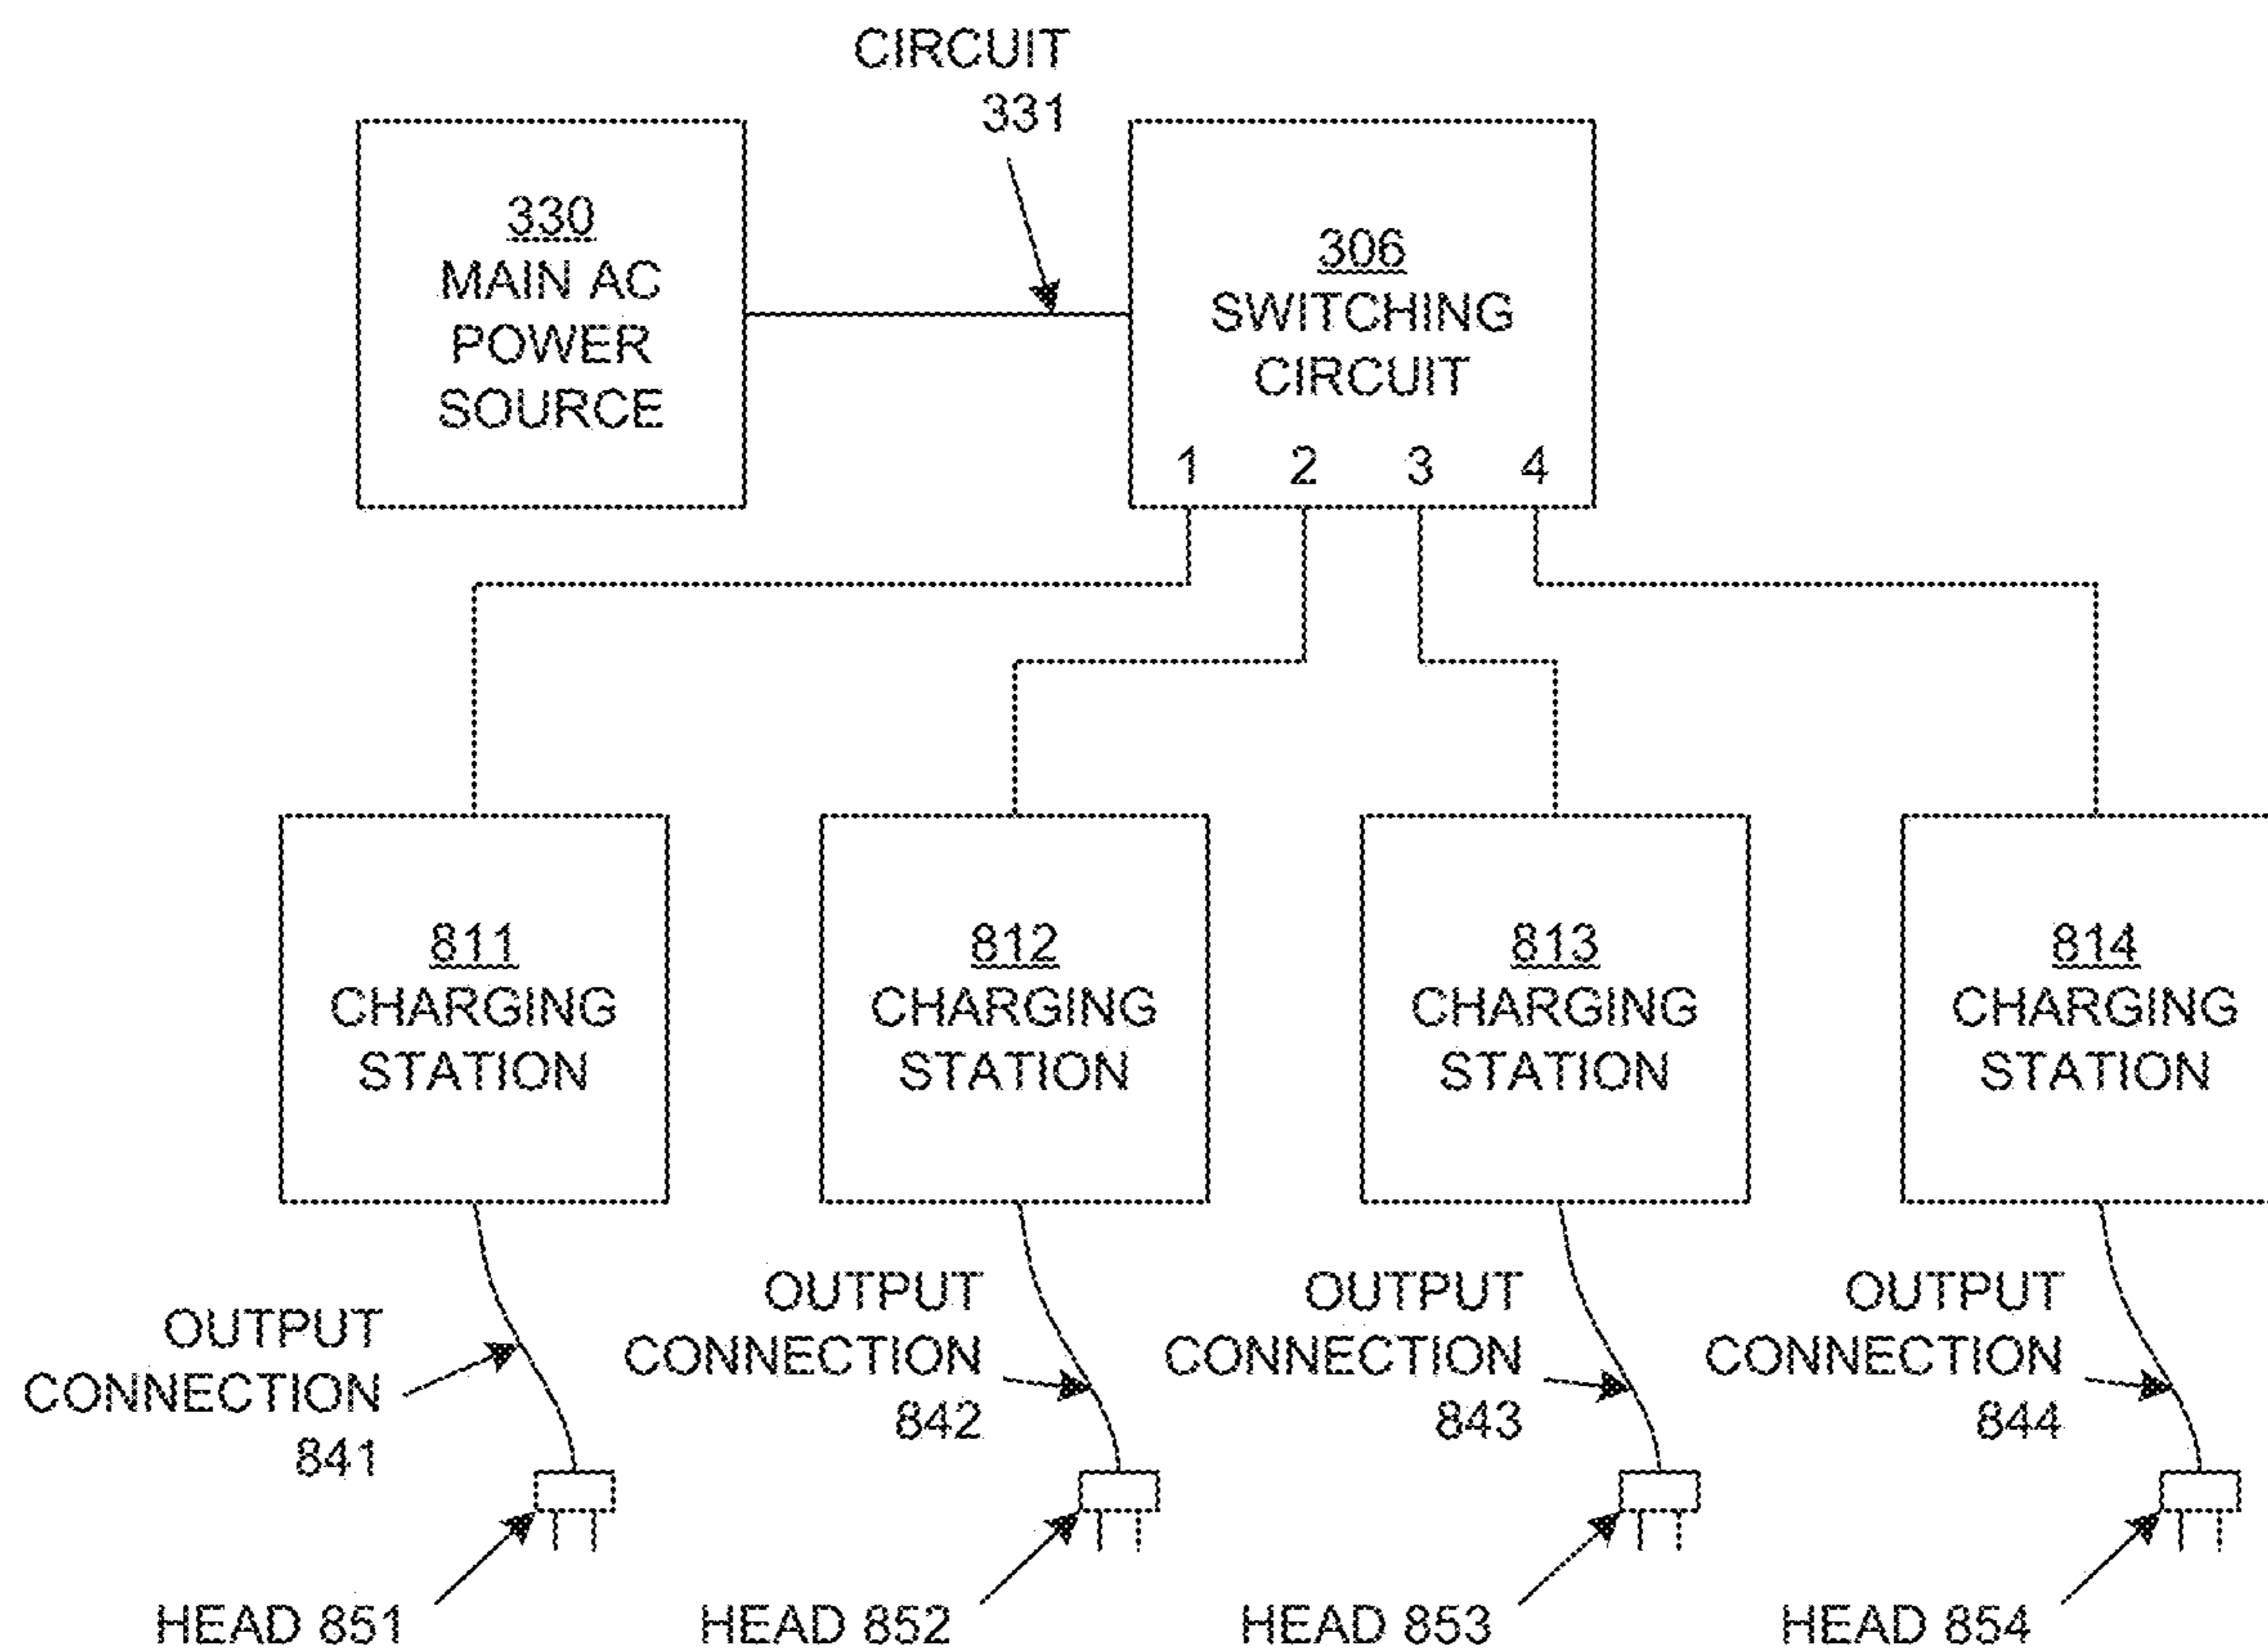 CIRCUIT
331
330
MAIN AC
POWER
SOURCE
306
SWITCHING
CIRCUIT
1 2 3 4
811
CHARGING
STATION
812
CHARGING
STATION
813
CHARGING
STATION
814
CHARGING
STATION
OUTPUT
CONNECTION
841
OUTPUT
CONNECTION
842
OUTPUT
CONNECTION
843
OUTPUT
CONNECTION
844
HEAD 851
HEAD 852
HEAD 853
HEAD 854